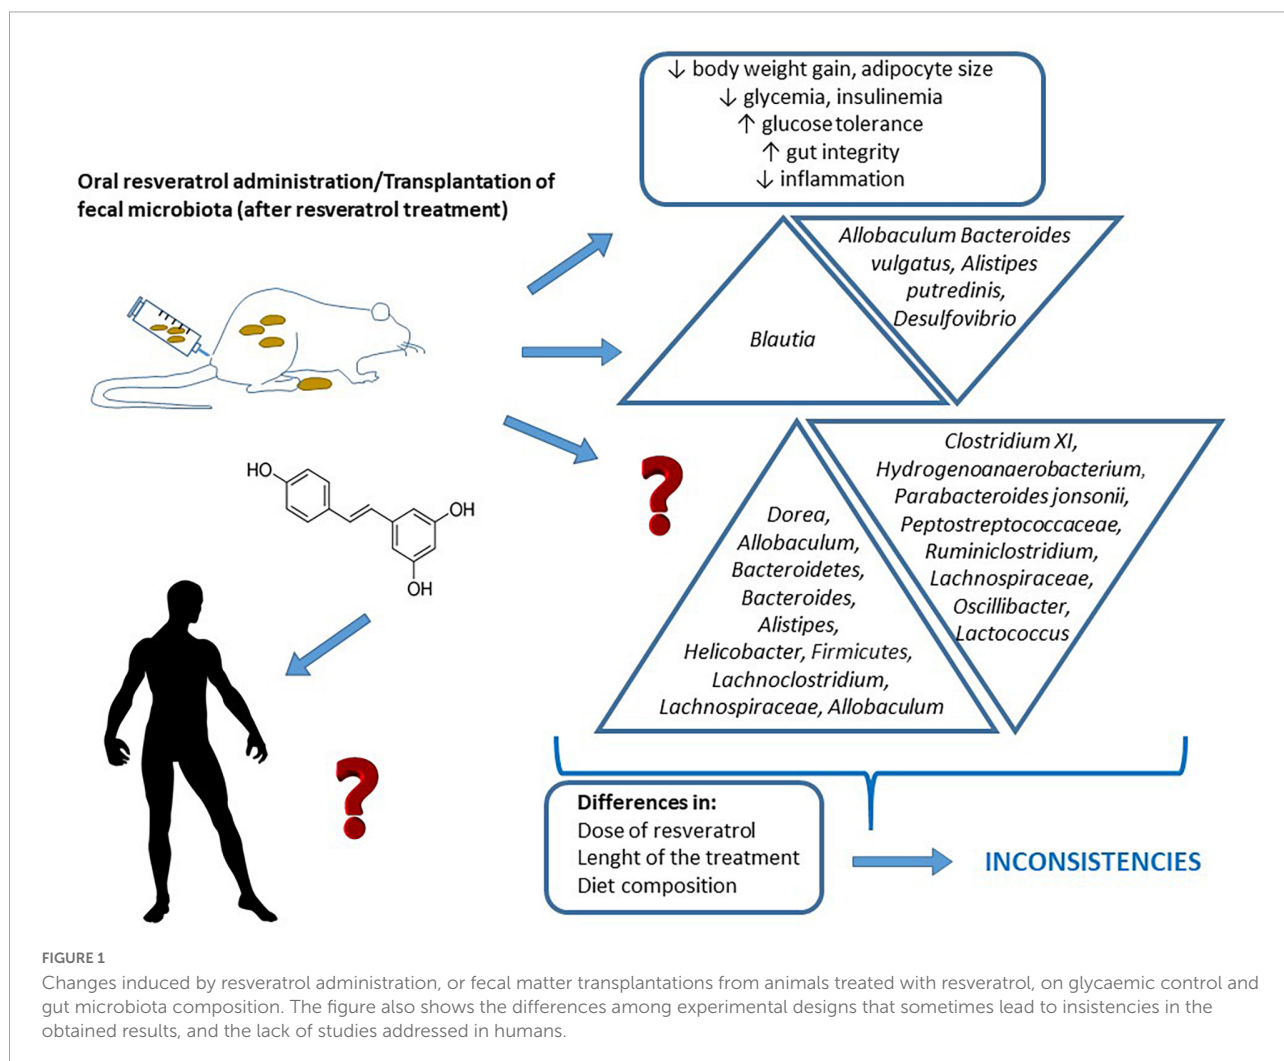 ↓ body weight gain, adipocyte size
↓ glycemia, insulinemia
↑ glucose tolerance
↑ gut integrity
↓ inflammation
Oral resveratrol administration/Transplantation of
fecal microbiota (after resveratrol treatment)
Blautia
Allobaculum Bacteroides
vulgatus, Alistipes
putredinis,
Desulfovibrio
?
Dorea,
Allobaculum,
Bacteroidetes,
Bacteroides,
Alistipes,
Helicobacter, Firmicutes,
Lachnoclostridium,
Lachnospiraceae, Allobaculum
Clostridium XI,
Hydrogenoanaerobacterium,
Parabacteroides jonsonii,
Peptostreptococcaceae,
Ruminiclostridium,
Lachnospiraceae,
Oscillibacter,
Lactococcus
HO
OH
OH
?
Differences in:
Dose of resveratrol
Lenght of the treatment
Diet composition
INCONSISTENCIES
FIGURE 1
Changes induced by resveratrol administration, or fecal matter transplantations from animals treated with resveratrol, on glycaemic control and
gut microbiota composition. The figure also shows the differences among experimental designs that sometimes lead to insistencies in the
obtained results, and the lack of studies addressed in humans.